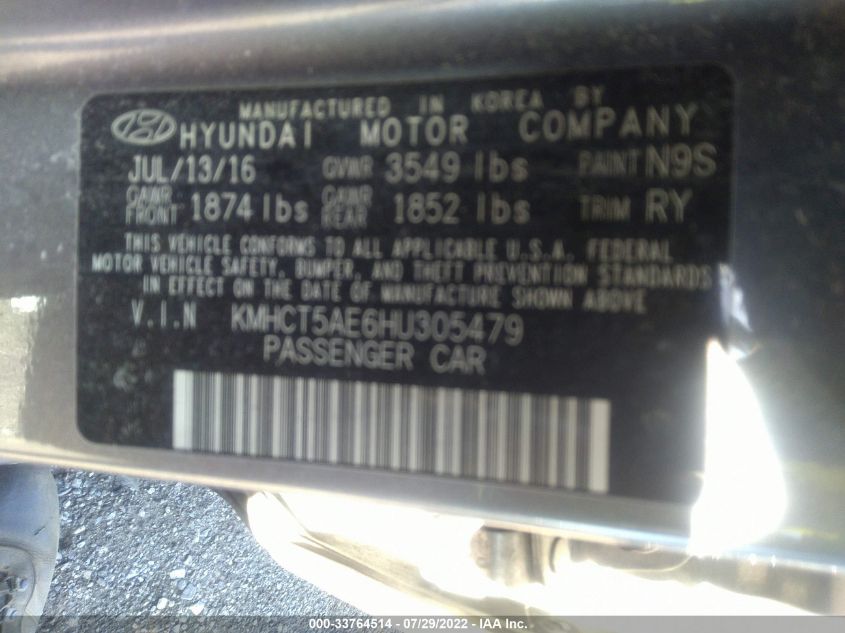 MANUFACTURED IN KOREA BY
HYUNDAI MOTOR COMPANY
JUL/13/16 GVWR 3549 lbs PAINT N9S
GAWR FRONT 1874 lbs GAWR REAR 1852 lbs TRIM RY
THIS VEHICLE CONFORMS TO ALL APPLICABLE U.S.A. FEDERAL
MOTOR VEHICLE SAFETY, BUMPER, AND THEFT PREVENTION STANDARDS
IN EFFECT ON THE DATE OF MANUFACTURE SHOWN ABOVE
V.I.N KMHCT5AE6HU305479
PASSENGER CAR
000-33764514 - 07/29/2022 - IAA Inc.